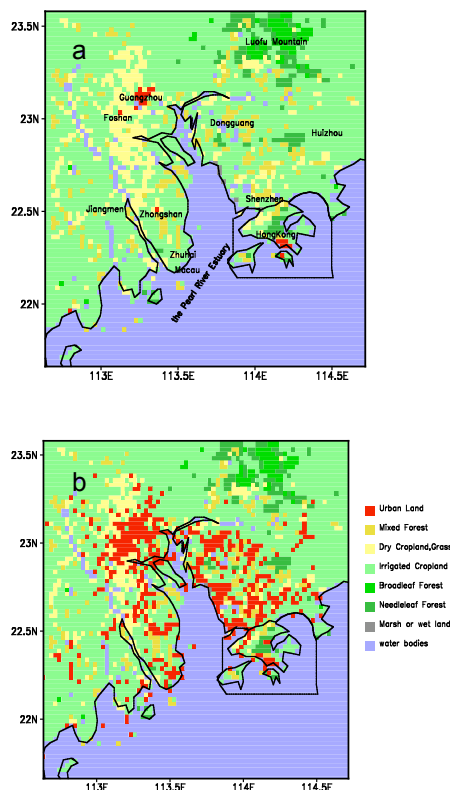 23.5N
a
Luofu Mountain
Guangzhou
23N
Foshan
Dongguang
Huizhou
22.5N
Jiangmen
Zhongshan
Shenzhen
HongKong
Zhuhai
Macau
the Pearl River Estuary
22N
113E 113.5E 114E 114.5E
23.5N
b
23N
22.5N
22N
113E 113.5E 114E 114.5E
Urban Land
Mixed Forest
Dry Cropland,Grass
Irrigated Cropland
Broadleaf Forest
Needleleaf Forest
Marsh or wet land
water bodies